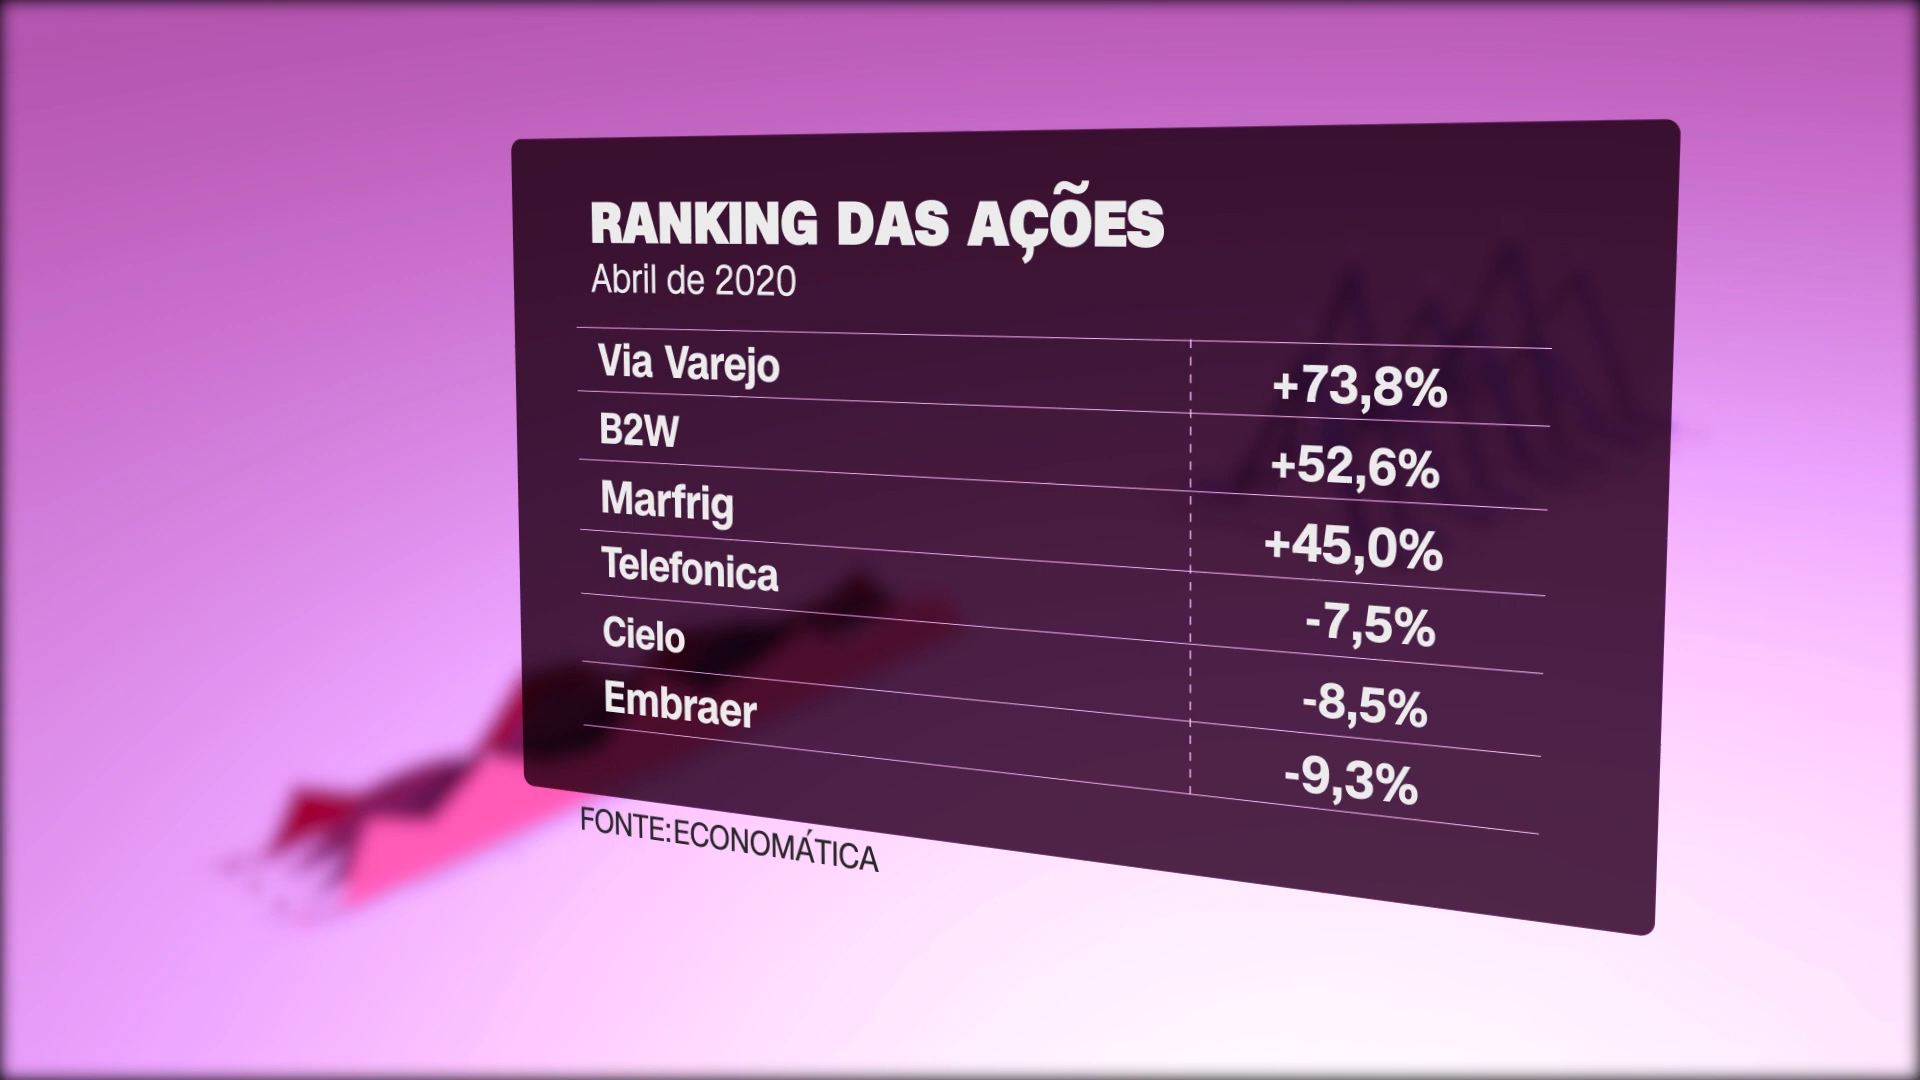 RANKING DAS AÇÕES
Abril de 2020
Via Varejo +73,8%
B2W +52,6%
Marfrig +45,0%
Telefonica -7,5%
Cielo -8,5%
Embraer -9,3%
FONTE:ECONOMÁTICA